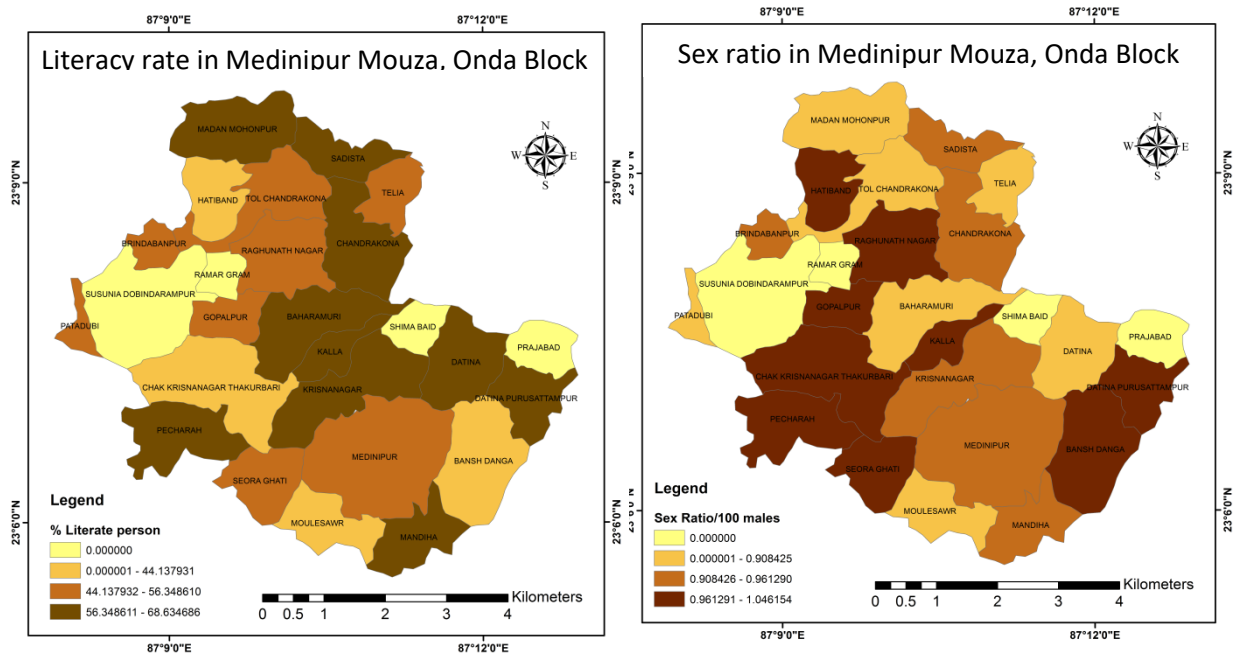 87°9'0"E
87°12'0"E
Literacy rate in Medinipur Mouza, Onda Block
N
W
E
S
23°9'0"N
23°6'0"N
MADAN MOHONPUR
SADISTA
HATIBAND
TOL CHANDRAKONA
TELIA
BRINDABANPUR
RAGHUNATH NAGAR
CHANDRAKONA
RAMAR GRAM
SUSUNIA DOBINDARAMPUR
PATADUBI
GOPALPUR
BAHARAMURI
SHIMA BAID
KALLA
DATINA
PRAJABAD
CHAK KRISNANAGAR THAKURBARI
KRISNANAGAR
DATINA PURUSATTAMPUR
PECHARAH
MEDINIPUR
BANSH DANGA
SEORA GHATI
MOULESAWR
MANDIHA
Legend
% Literate person
0.000000
0.000001 - 44.137931
44.137932 - 56.348610
56.348611 - 68.634686
Kilometers
0 0.5 1 2 3 4
87°9'0"E
87°12'0"E
87°9'0"E
87°12'0"E
Sex ratio in Medinipur Mouza, Onda Block
N
W
E
S
23°9'0"N
23°6'0"N
MADAN MOHONPUR
SADISTA
HATIBAND
TOL CHANDRAKONA
TELIA
BRINDABANPUR
RAGHUNATH NAGAR
CHANDRAKONA
RAMAR GRAM
SUSUNIA DOBINDARAMPUR
PATADUBI
GOPALPUR
BAHARAMURI
SHIMA BAID
KALLA
DATINA
PRAJABAD
CHAK KRISNANAGAR THAKURBARI
KRISNANAGAR
DATINA PURUSATTAMPUR
PECHARAH
MEDINIPUR
BANSH DANGA
SEORA GHATI
MOULESAWR
MANDIHA
Legend
Sex Ratio/100 males
0.000000
0.000001 - 0.908425
0.908426 - 0.961290
0.961291 - 1.046154
Kilometers
0 0.5 1 2 3 4
87°9'0"E
87°12'0"E